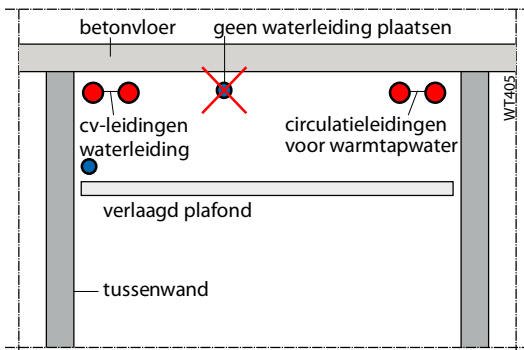 betonvloer
geen waterleiding plaatsen
cv-leidingen
waterleiding
circulatieleidingen
voor warmtapwater
WT405
verlaagd plafond
tussenwand